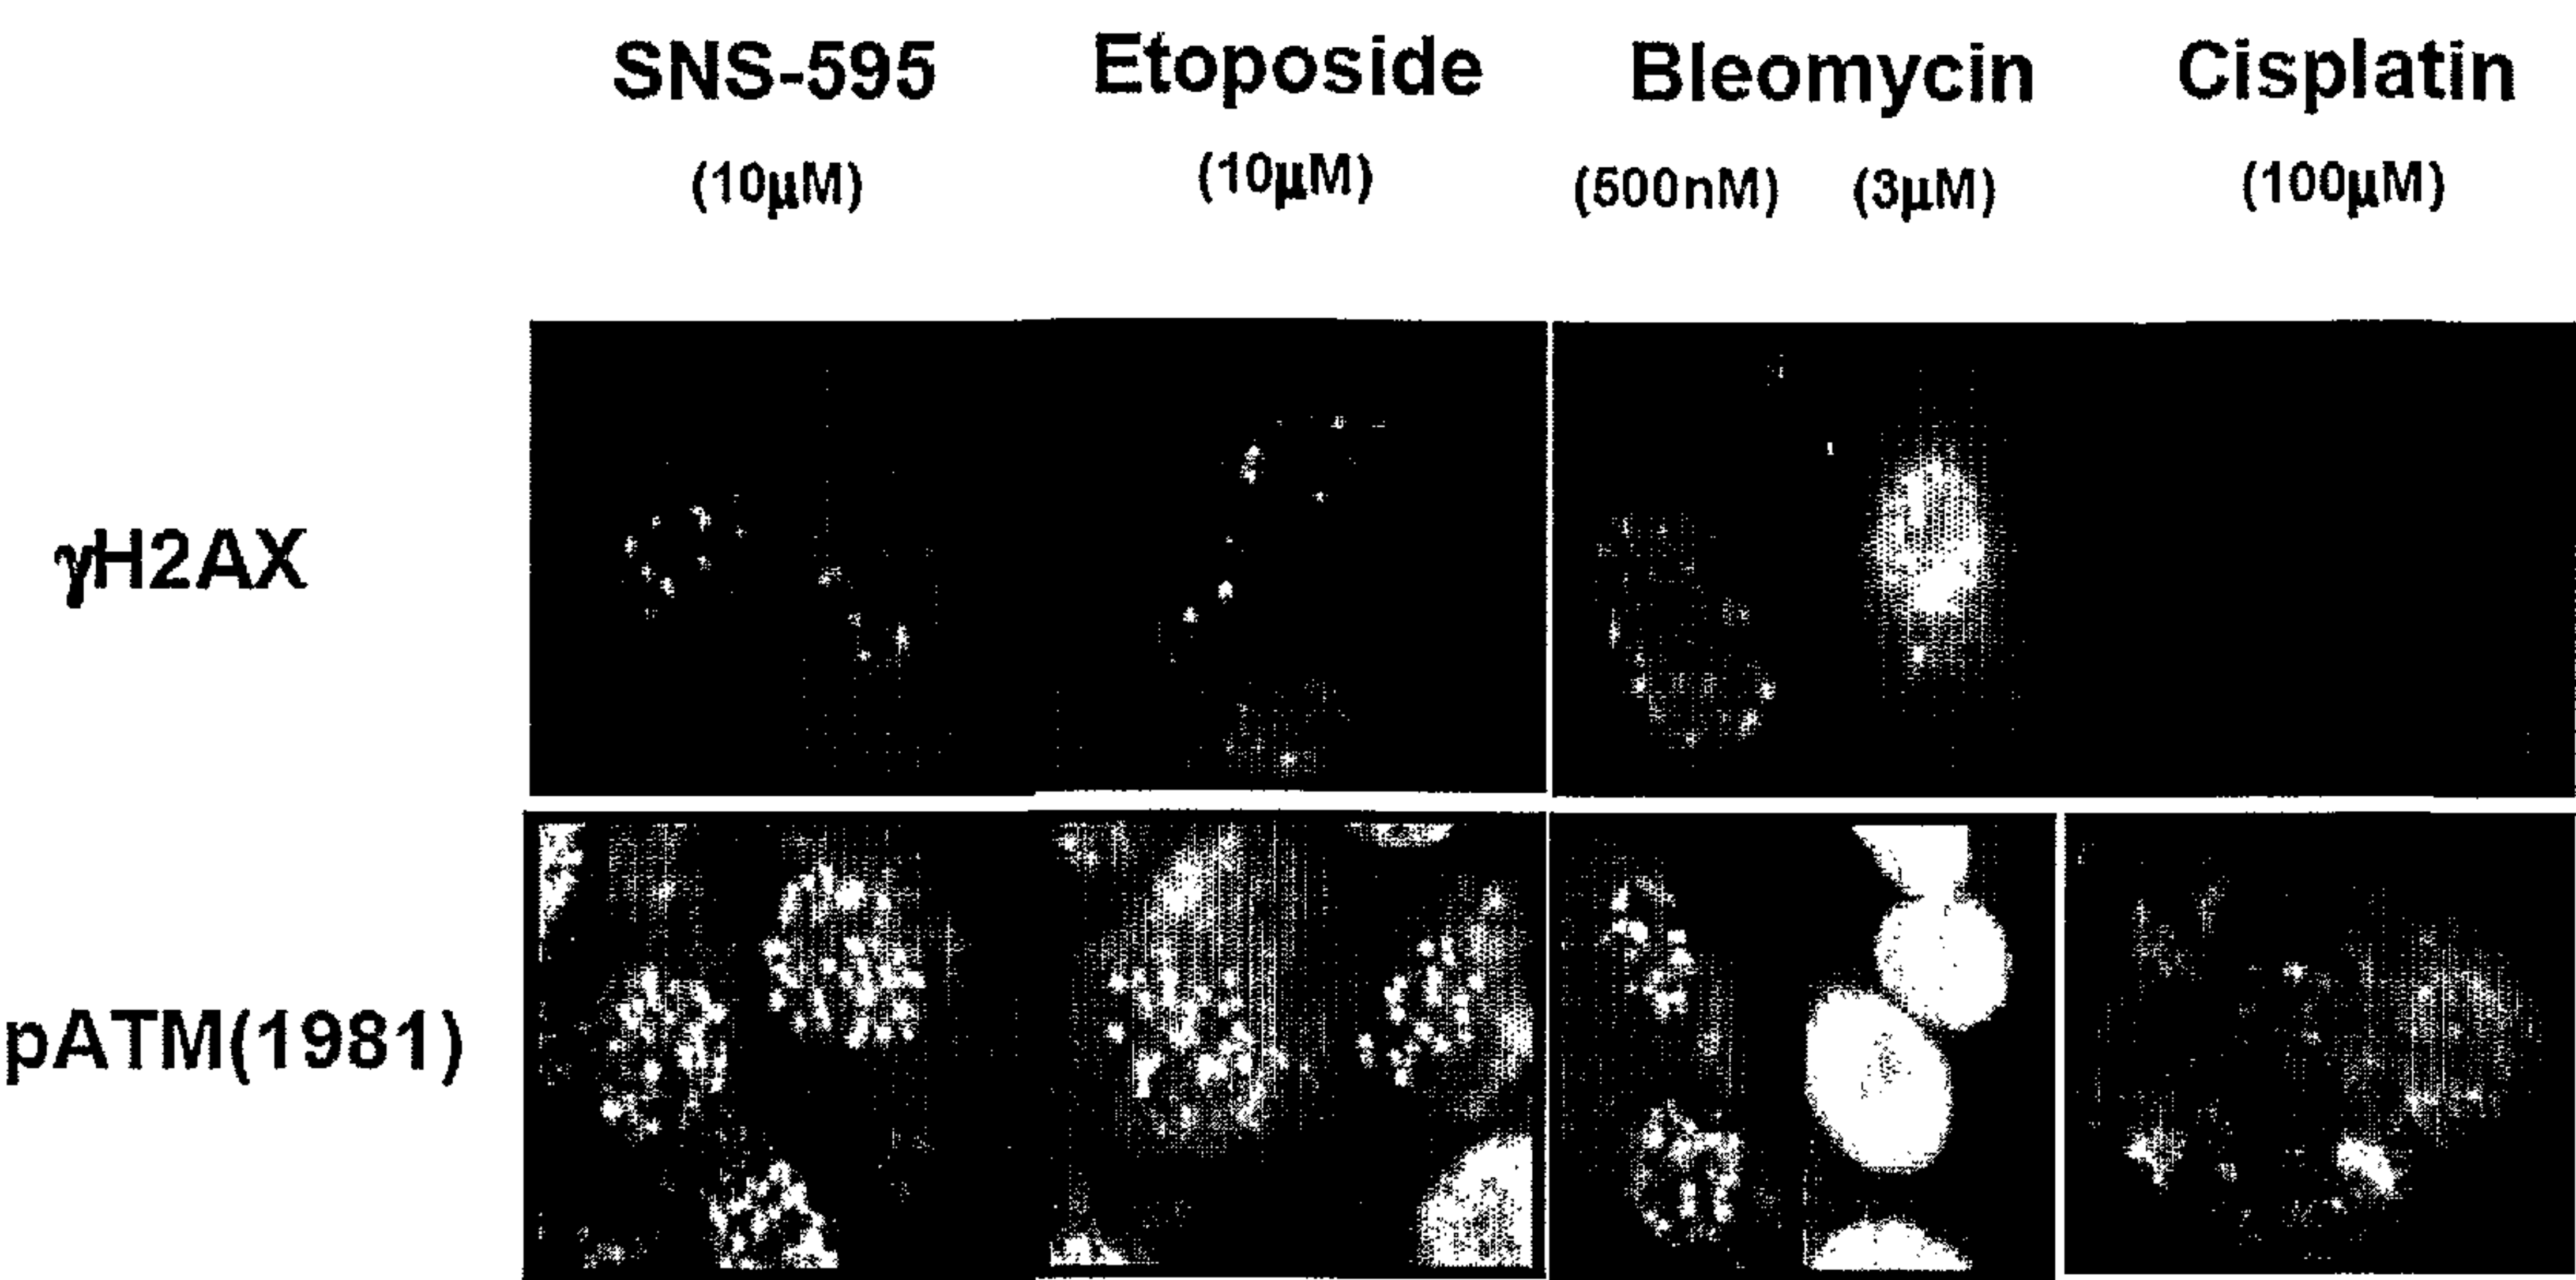 SNS-595 Etoposide Bleomycin Cisplatin
(10μM) (10μM) (500nM) (3μM) (100μM)
γH2AX
pATM(1981)